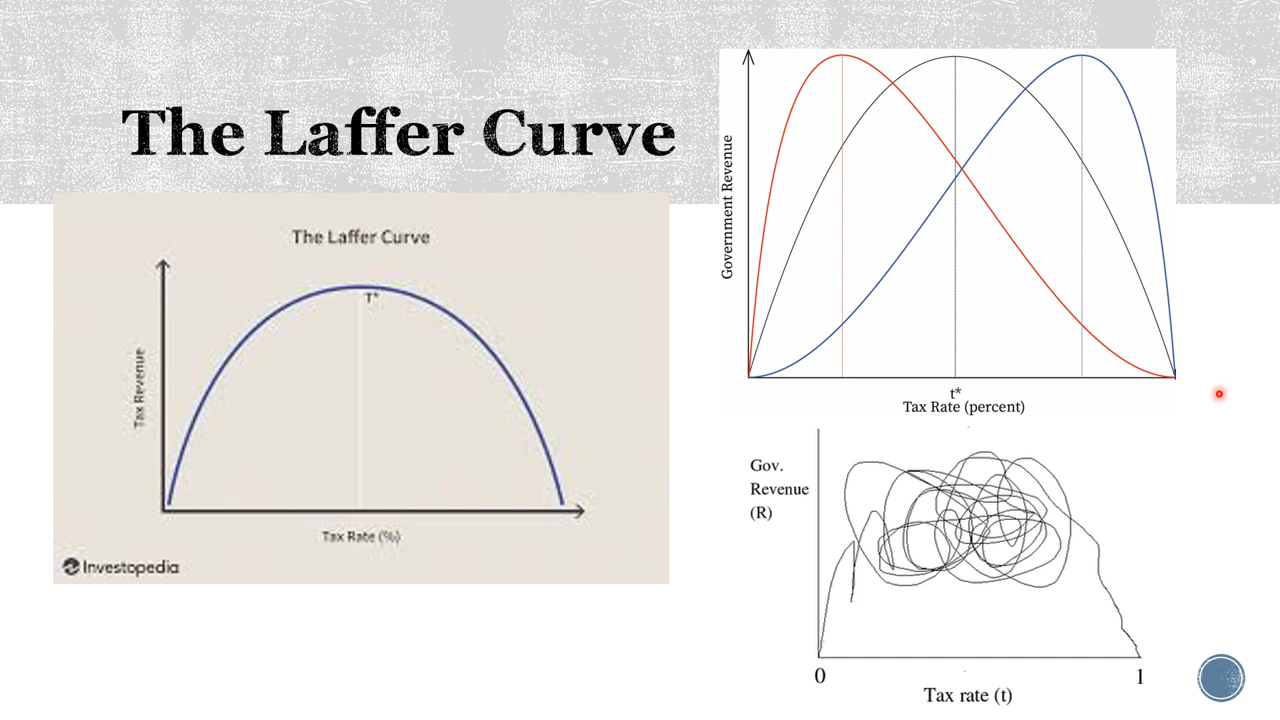 The Laffer Curve
The Laffer Curve
T*
Tax Revenue
Tax Rate (%)
Investopedia
Government Revenue
t*
Tax Rate (percent)
Gov.
Revenue
(R)
0
1
Tax rate (t)